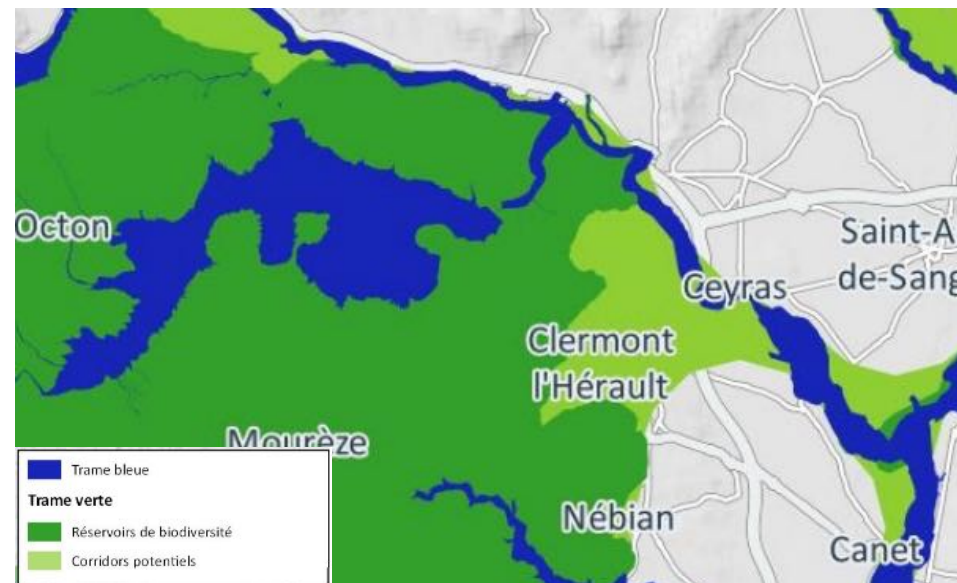 Octon
Saint-A
de-Sang
Ceyras
Clermont
l'Hérault
Mourèze
Nébian
Canet
Trame bleue
Trame verte
Réservoirs de biodiversité
Corridors potentiels